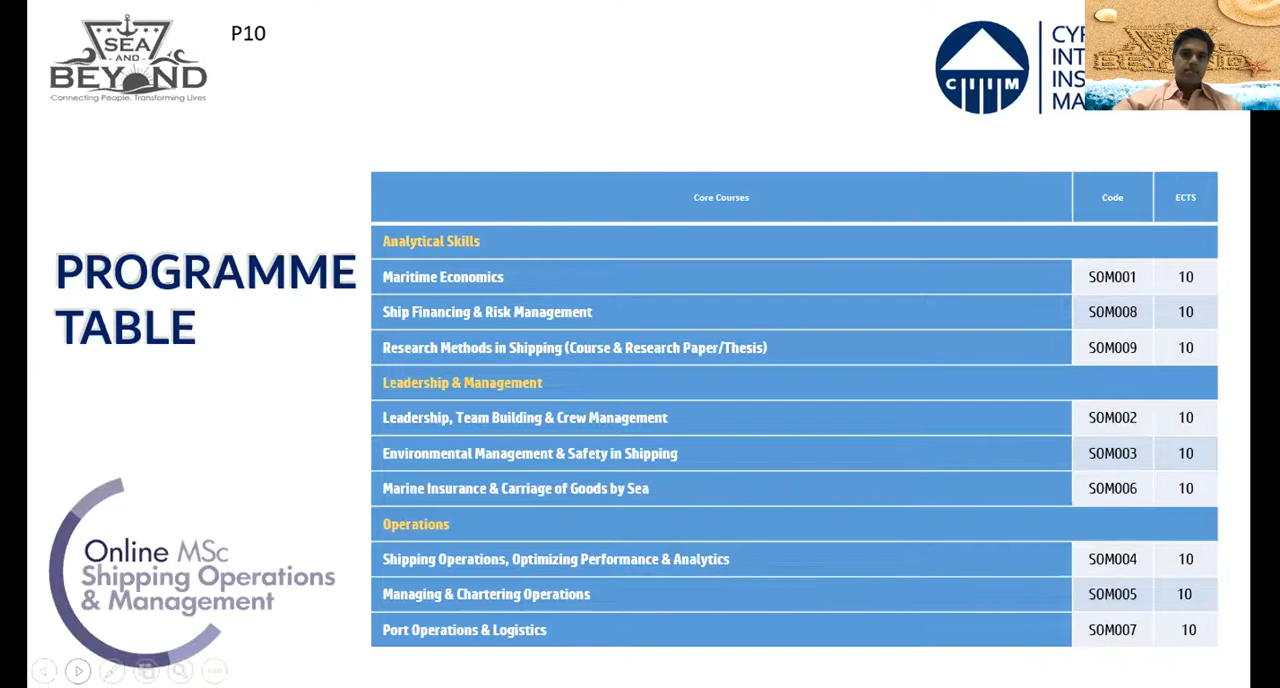 SEA
AND
BEYOND
Connecting People, Transforming Lives
P10
CIIM
PROGRAMME
TABLE
Core Courses Code ECTS
Analytical Skills
Maritime Economics SOM001 10
Ship Financing & Risk Management SOM008 10
Research Methods in Shipping (Course & Research Paper/Thesis) SOM009 10
Leadership & Management
Leadership, Team Building & Crew Management SOM002 10
Environmental Management & Safety in Shipping SOM003 10
Marine Insurance & Carriage of Goods by Sea SOM006 10
Operations
Shipping Operations, Optimizing Performance & Analytics SOM004 10
Managing & Chartering Operations SOM005 10
Port Operations & Logistics SOM007 10
Online MSc
Shipping Operations
& Management